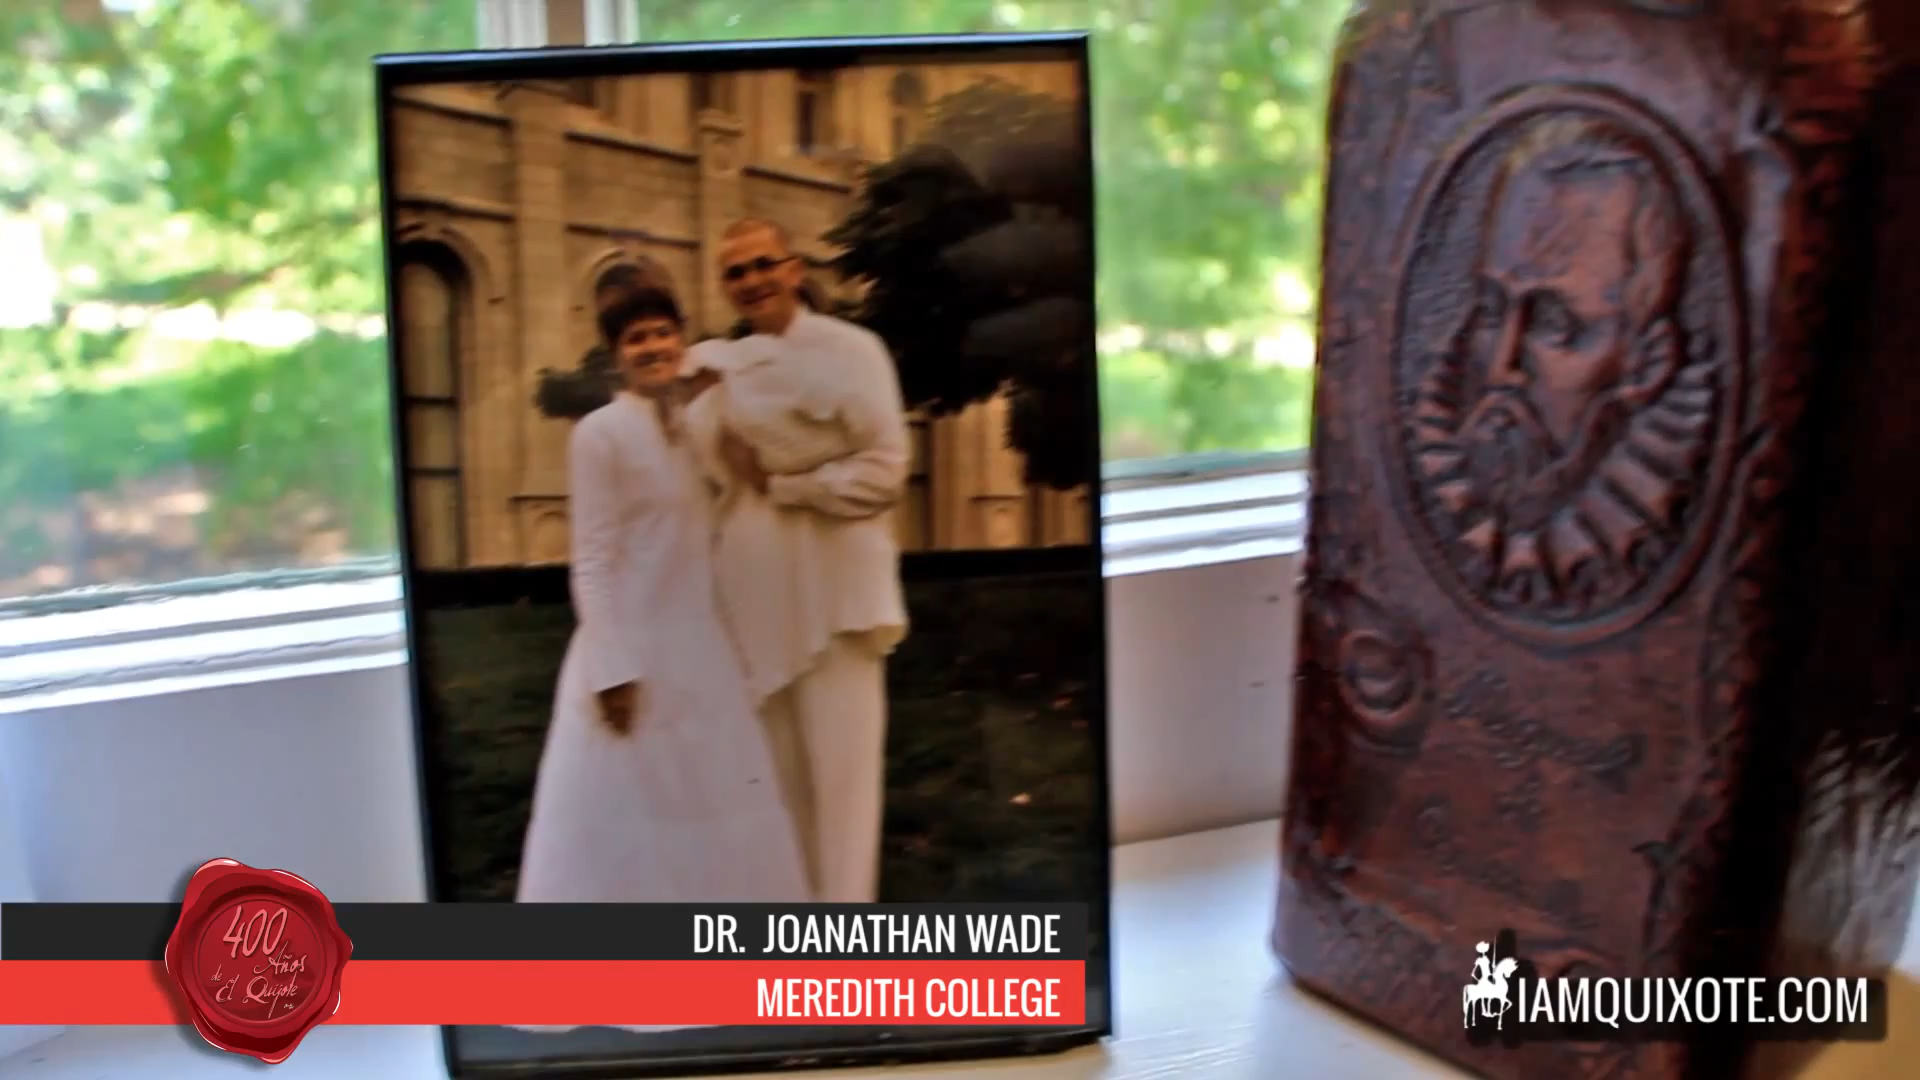 DR. JOANATHAN WADE
MEREDITH COLLEGE
400
Años
de
El Quijote
IAMQUIXOTE.COM